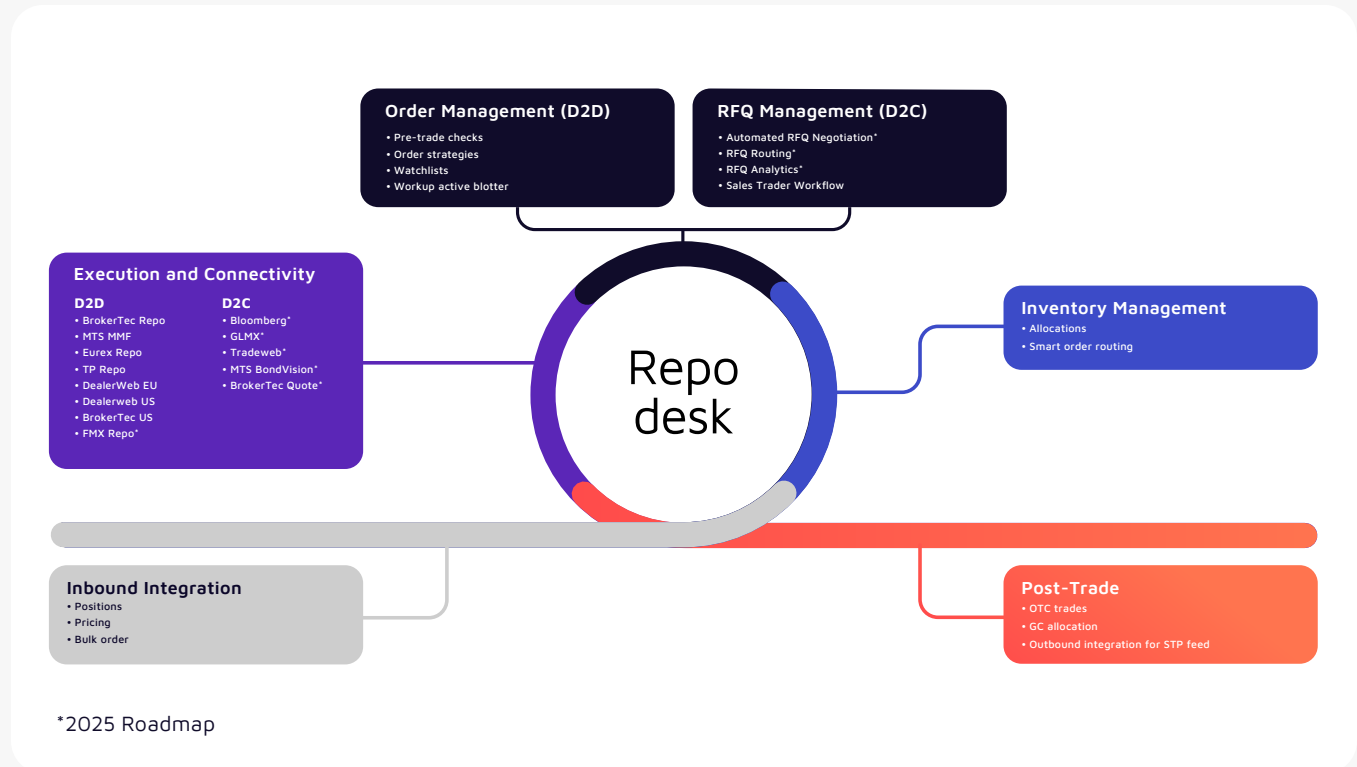 Order Management (D2D)
• Pre-trade checks
• Order strategies
• Watchlists
• Workup active blotter
RFQ Management (D2C)
• Automated RFQ Negotiation*
• RFQ Routing*
• RFQ Analytics*
• Sales Trader Workflow
Execution and Connectivity
D2D
• BrokerTec Repo
• MTS MMF
• Eurex Repo
• TP Repo
• DealerWeb EU
• Dealerweb US
• BrokerTec US
• FMX Repo*
D2C
• Bloomberg*
• GLMX*
• Tradeweb*
• MTS BondVision*
• BrokerTec Quote*
Repo
desk
Inventory Management
• Allocations
• Smart order routing
Inbound Integration
• Positions
• Pricing
• Bulk order
Post-Trade
• OTC trades
• GC allocation
• Outbound integration for STP feed
*2025 Roadmap